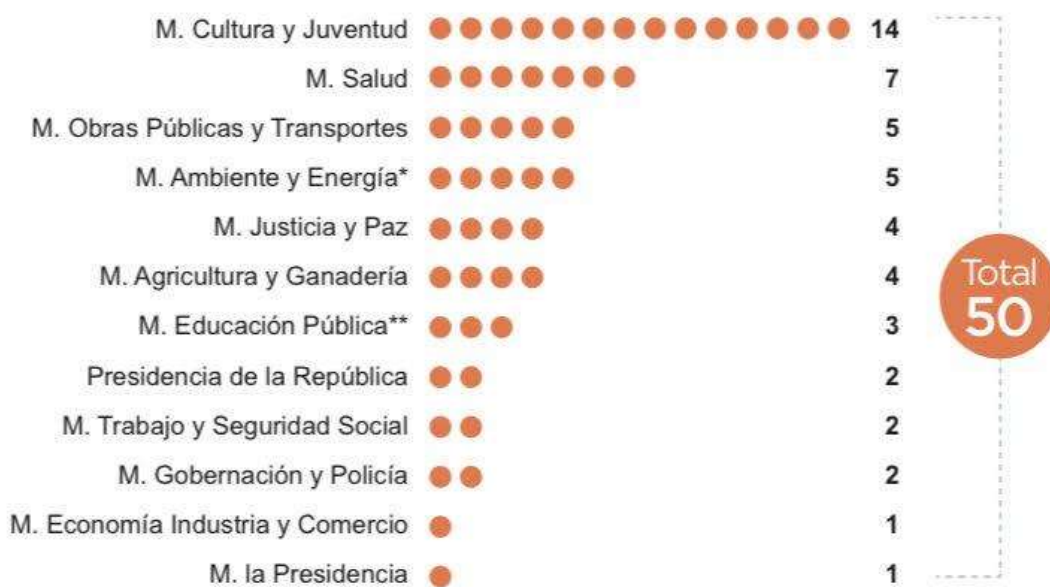 M. Cultura y Juventud 14
M. Salud 7
M. Obras Públicas y Transportes 5
M. Ambiente y Energía* 5
M. Justicia y Paz 4
M. Agricultura y Ganadería 4
M. Educación Pública** 3
Presidencia de la República 2
M. Trabajo y Seguridad Social 2
M. Gobernación y Policía 2
M. Economía Industria y Comercio 1
M. la Presidencia 1
Total
50